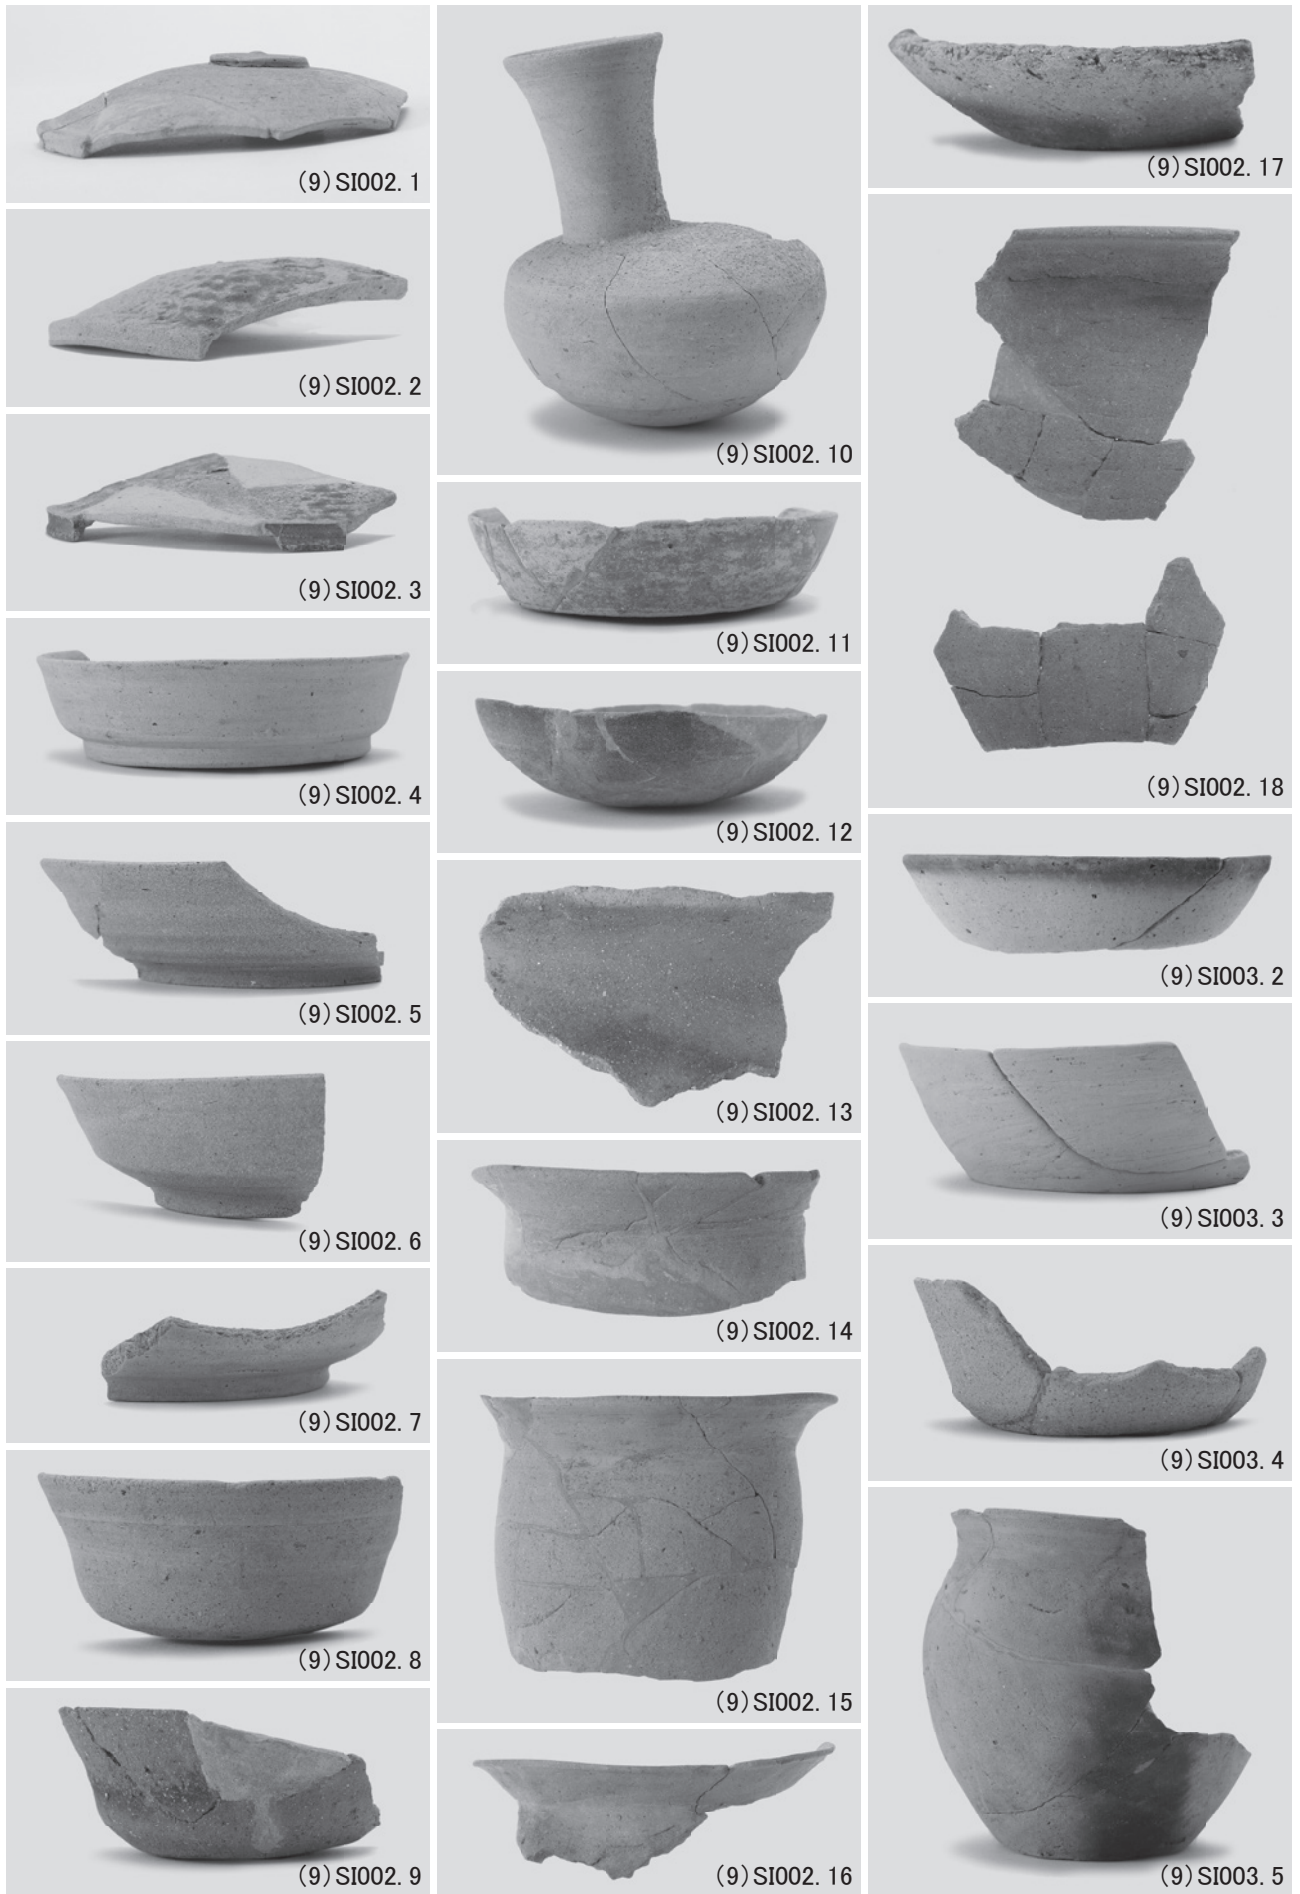 (9)SI002. 1
(9)SI002. 2
(9)SI002. 3
(9)SI002. 4
(9)SI002. 5
(9)SI002. 6
(9)SI002. 7
(9)SI002. 8
(9)SI002. 9
(9)SI002. 10
(9)SI002. 11
(9)SI002. 12
(9)SI002. 13
(9)SI002. 14
(9)SI002. 15
(9)SI002. 16
(9)SI002. 17
(9)SI002. 18
(9)SI003. 2
(9)SI003. 3
(9)SI003. 4
(9)SI003. 5